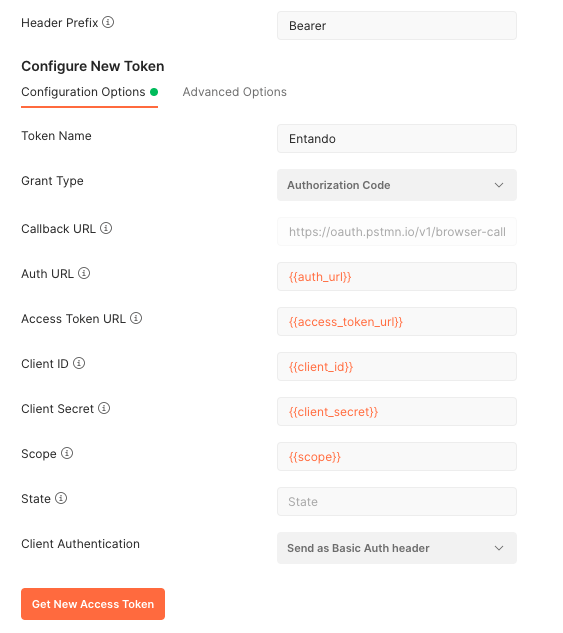 Header Prefix
Bearer
Configure New Token
Configuration Options
Advanced Options
Token Name
Entando
Grant Type
Authorization Code
Callback URL
https://oauth.pstmn.io/v1/browser-call
Auth URL
{{auth_url}}
Access Token URL
{{access_token_url}}
Client ID
{{client_id}}
Client Secret
{{client_secret}}
Scope
{{scope}}
State
State
Client Authentication
Send as Basic Auth header
Get New Access Token